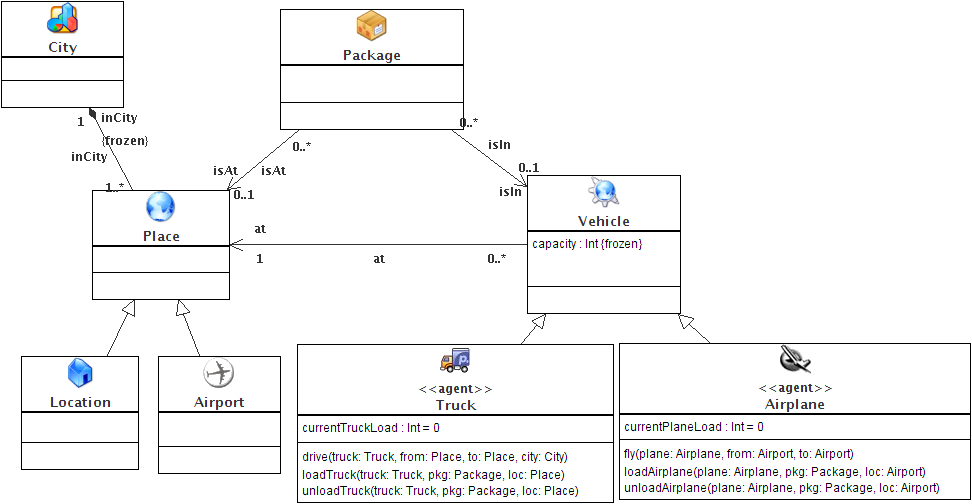 City
Package
1
inCity
{frozen}
inCity
1..*
0..*
isAt
isAt
0..1
0..*
isIn
0..1
isIn
Place
at
1
at
0..*
Vehicle
capacity : Int {frozen}
Location
Airport
<<agent>>
Truck
currentTruckLoad : Int = 0
drive(truck: Truck, from: Place, to: Place, city: City)
loadTruck(truck: Truck, pkg: Package, loc: Place)
unloadTruck(truck: Truck, pkg: Package, loc: Place)
<<agent>>
Airplane
currentPlaneLoad : Int = 0
fly(plane: Airplane, from: Airport, to: Airport)
loadAirplane(plane: Airplane, pkg: Package, loc: Airport)
unloadAirplane(plane: Airplane, pkg: Package, loc: Airport)